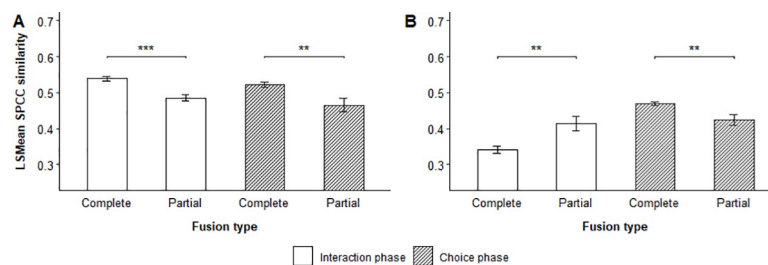 A
B
LSMean SPCC similarity
0.7
0.6
0.5
0.4
0.3
***
**
Complete Partial Complete Partial
Fusion type
0.7
0.6
0.5
0.4
0.3
**
**
Complete Partial Complete Partial
Fusion type
Interaction phase Choice phase